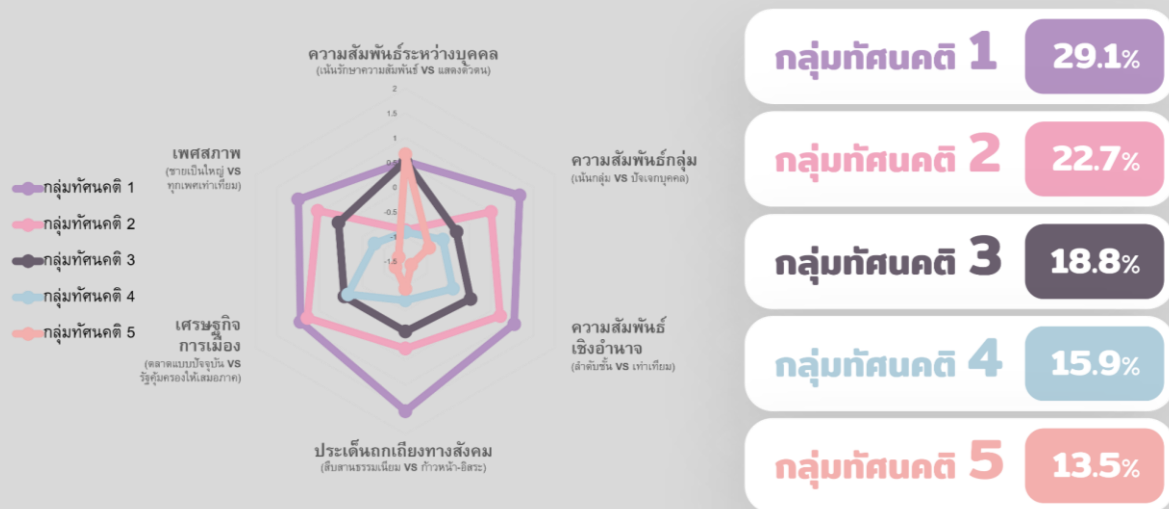 ความสัมพันธ์ระหว่างบุคคล
(เน้นรักษาความสัมพันธ์ VS แสดงตัวตน)
2
1.5
1
0.5
0
-0.5
-1
-1.5
เพศสภาพ
(ชายเป็นใหญ่ VS
ทุกเพศเท่าเทียม)
ความสัมพันธ์กลุ่ม
(เน้นกลุ่ม VS ปัจเจกบุคคล)
กลุ่มทัศนคติ 1
กลุ่มทัศนคติ 2
กลุ่มทัศนคติ 3
กลุ่มทัศนคติ 4
กลุ่มทัศนคติ 5
เศรษฐกิจ
การเมือง
(ตลาดแบบปัจจุบัน VS
รัฐคุ้มครองให้เสมอภาค)
ความสัมพันธ์
เชิงอำนาจ
(ลำดับชั้น VS เท่าเทียม)
ประเด็นถกเถียงทางสังคม
(สืบสานธรรมเนียม VS ก้าวหน้า-อิสระ)
กลุ่มทัศนคติ 1 29.1%
กลุ่มทัศนคติ 2 22.7%
กลุ่มทัศนคติ 3 18.8%
กลุ่มทัศนคติ 4 15.9%
กลุ่มทัศนคติ 5 13.5%